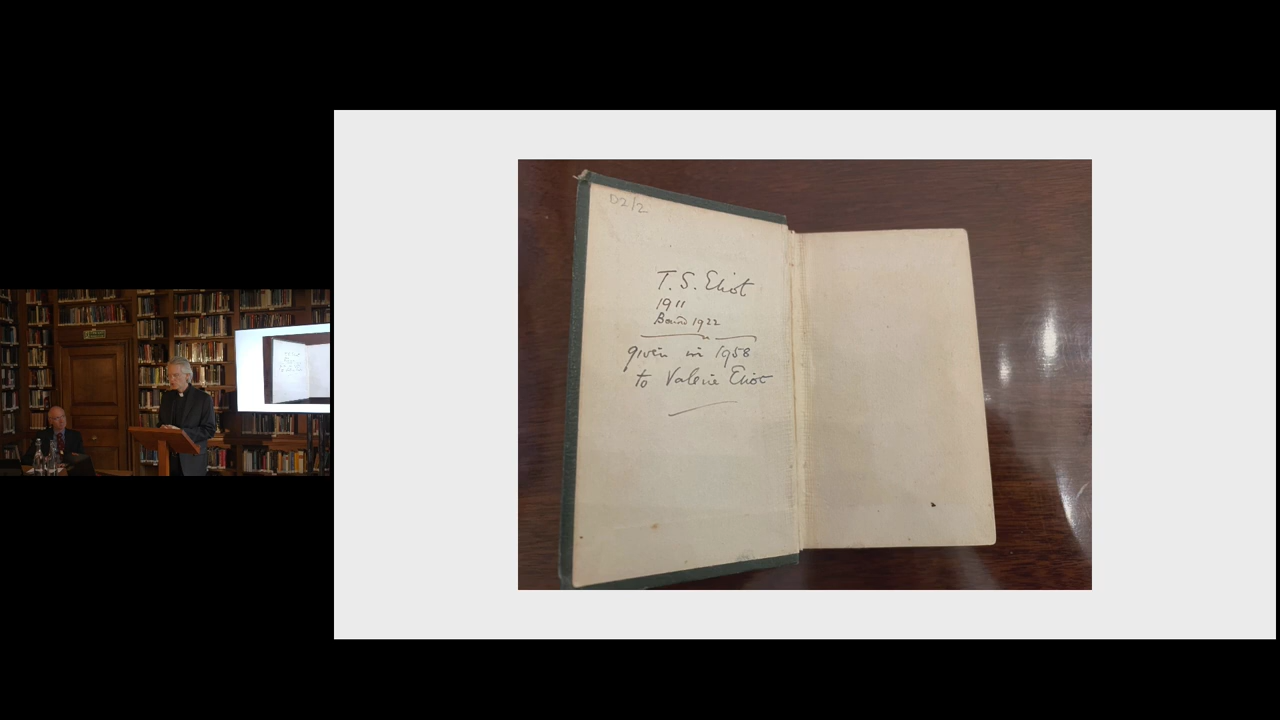 D2/2
T. S. Eliot
1911
Bound 1922
given in 1958
to Valerie Eliot